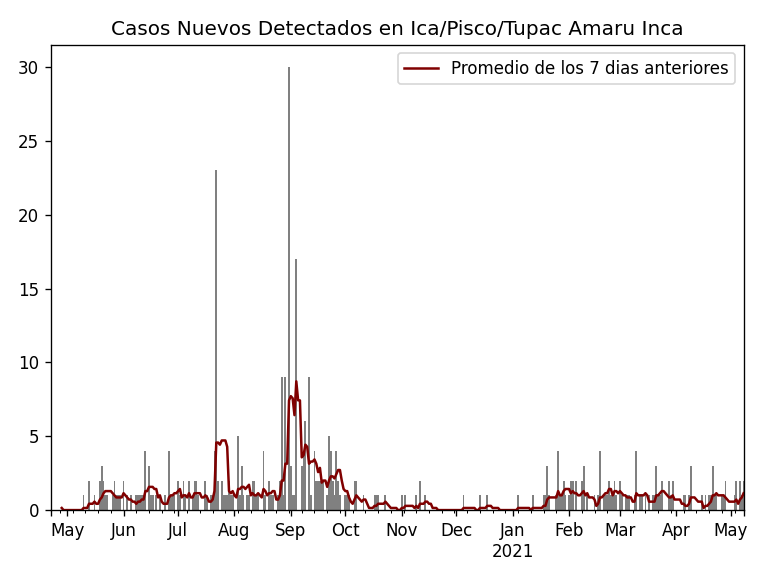 Casos Nuevos Detectados en Ica/Pisco/Tupac Amaru Inca
Promedio de los 7 dias anteriores
30
25
20
15
10
5
0
May Jun Jul Aug Sep Oct Nov Dec Jan Feb Mar Apr May
2021